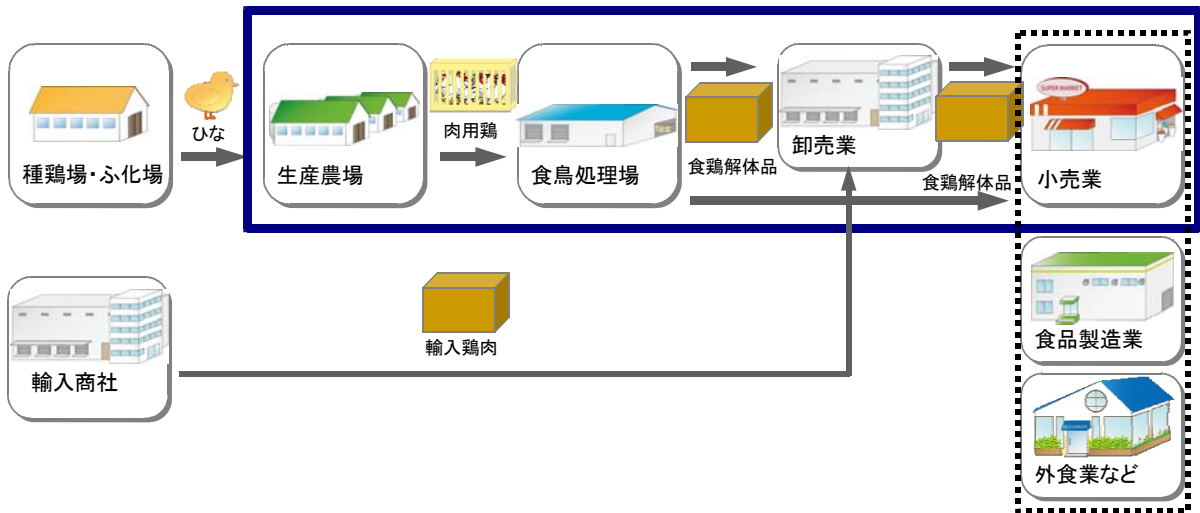 種鶏場・ふ化場
ひな
生産農場
肉用鶏
食鳥処理場
食鶏解体品
卸売業
食鶏解体品
SUPER MARKET
小売業
輸入商社
輸入鶏肉
食品製造業
外食業など